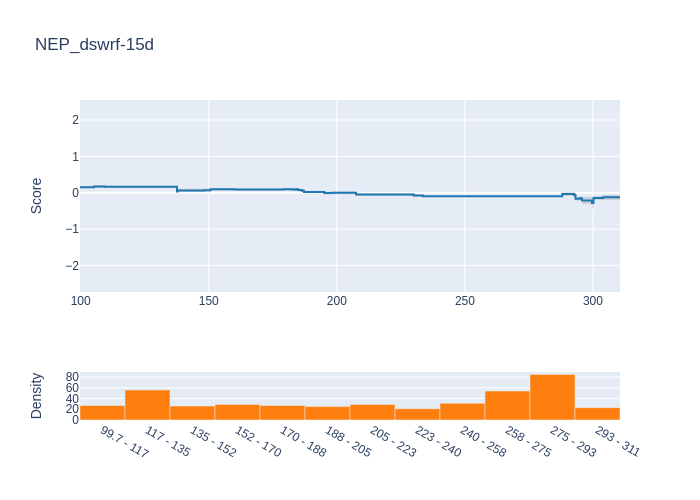 NEP_dswrf-15d
Score
2
1
0
−1
−2
100
150
200
250
300
Density
80
60
40
20
0
99.7 - 117
117 - 135
135 - 152
152 - 170
170 - 188
188 - 205
205 - 223
223 - 240
240 - 258
258 - 275
275 - 293
293 - 311